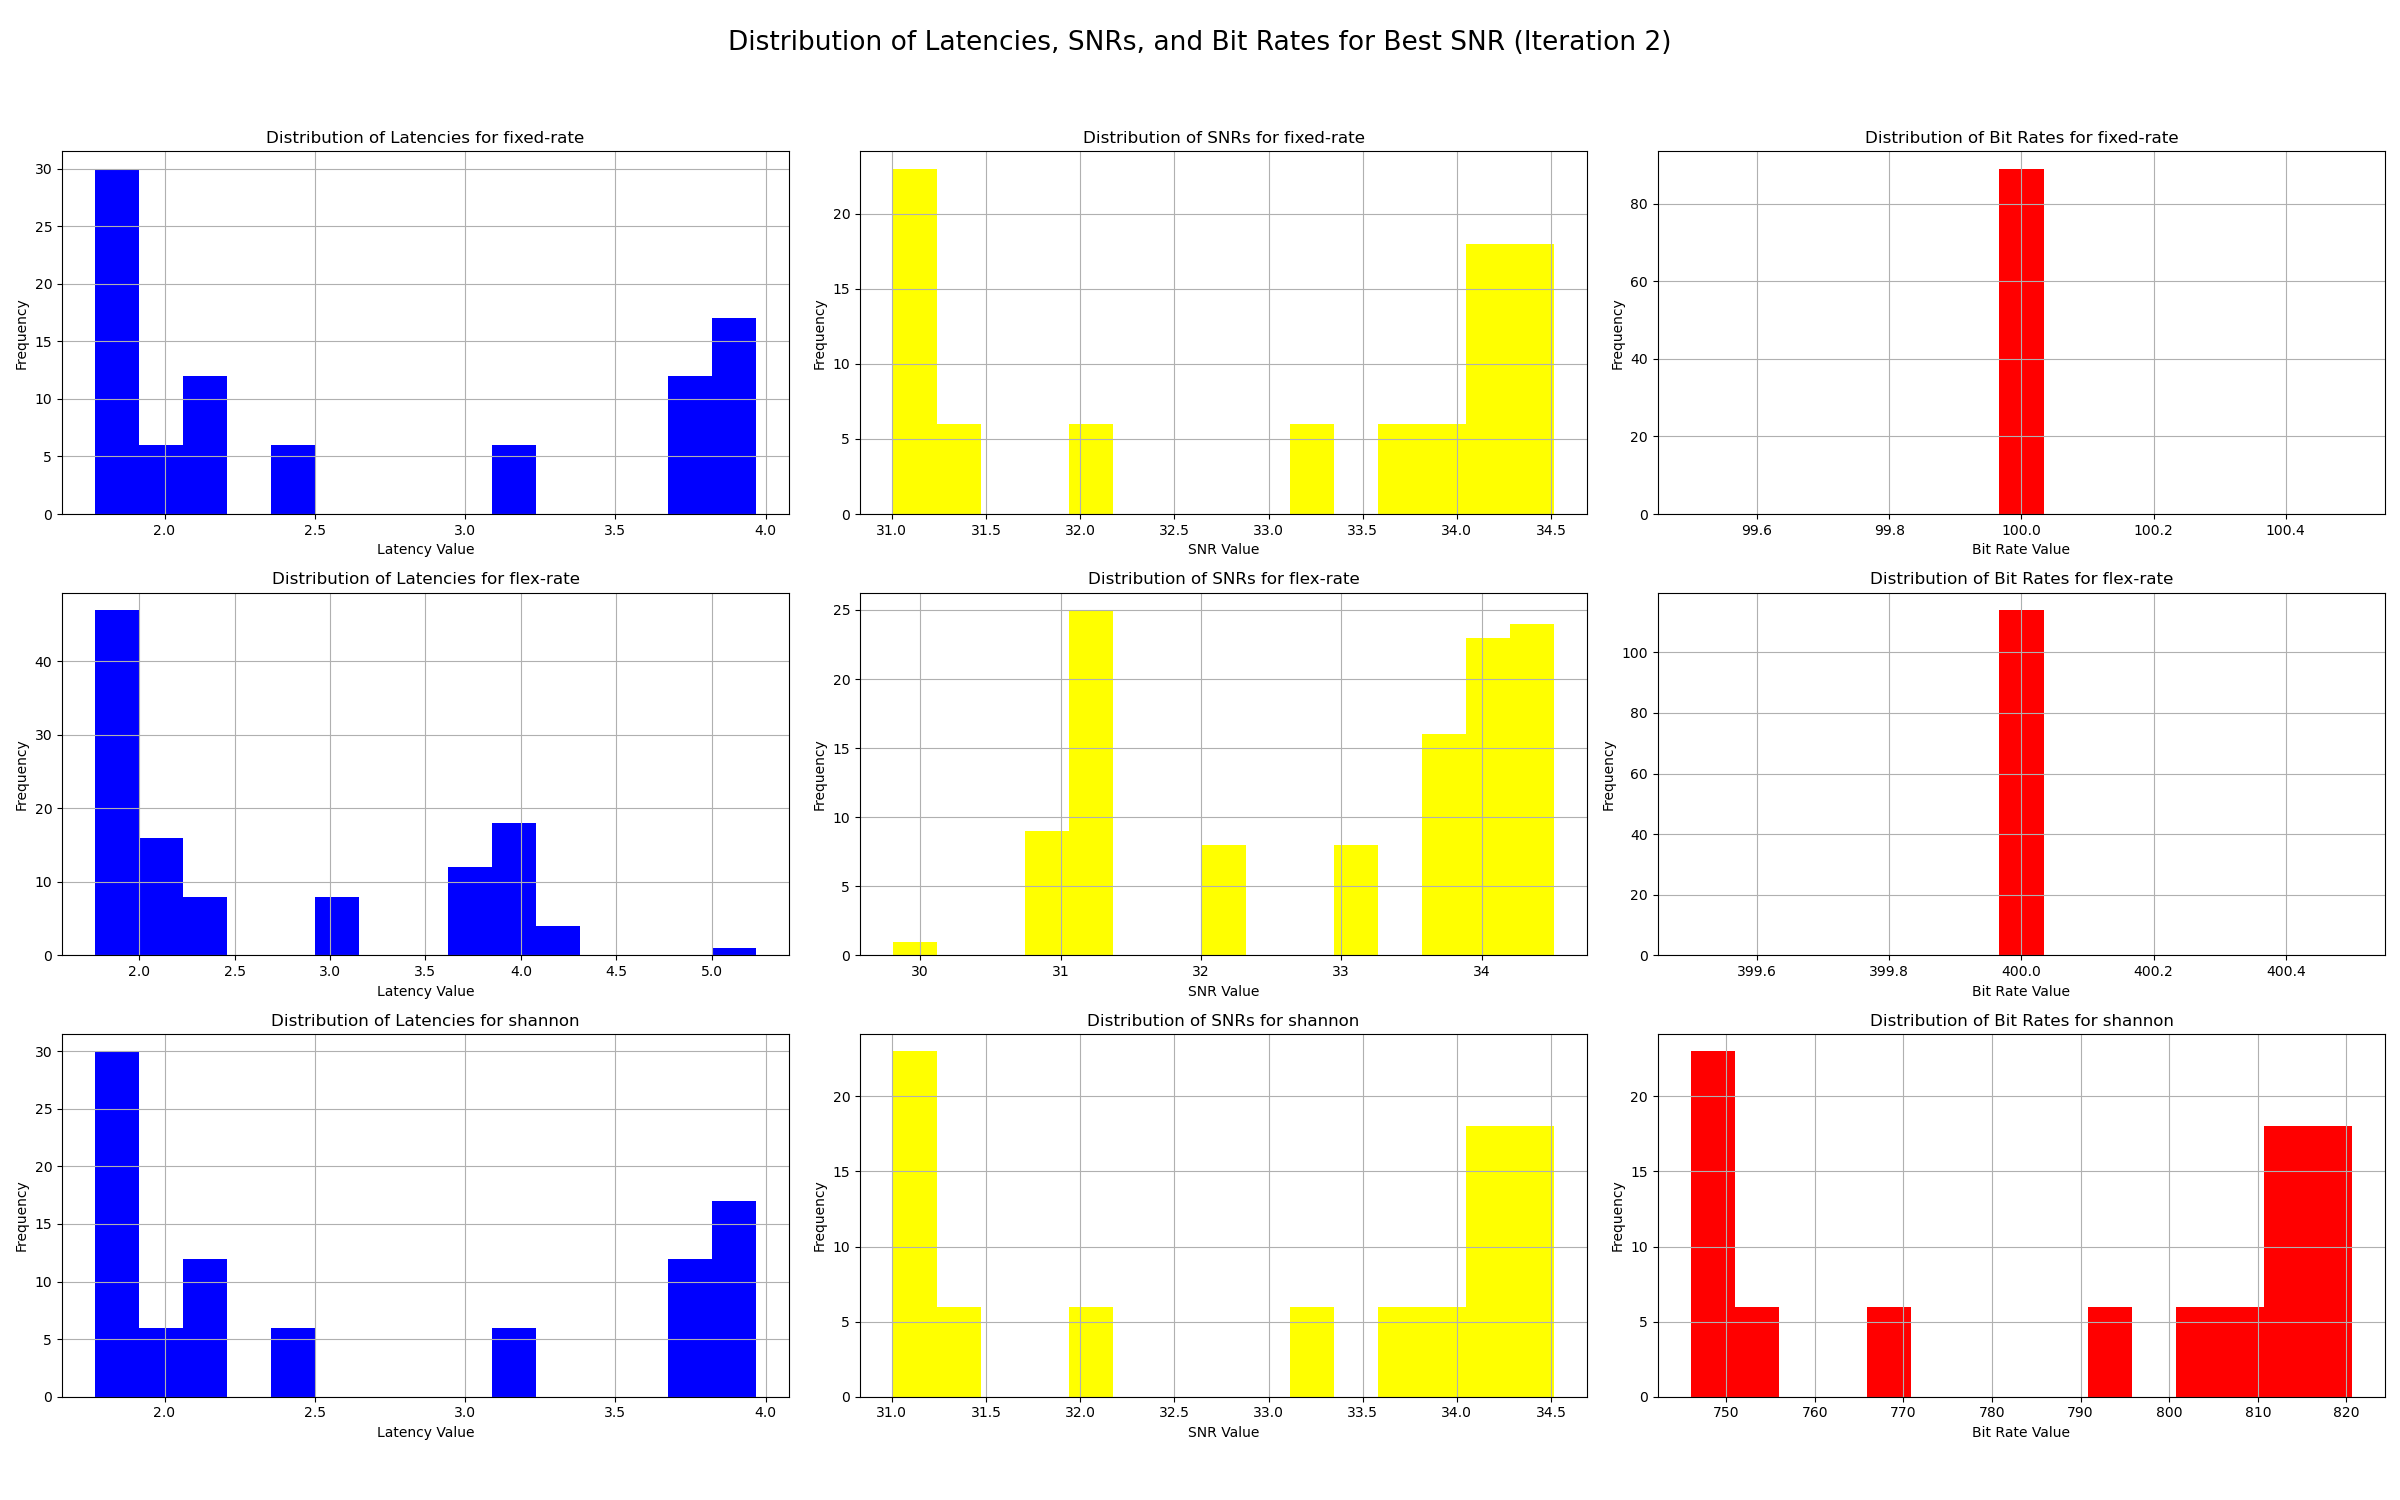 Distribution of Latencies, SNRs, and Bit Rates for Best SNR (Iteration 2)
Distribution of Latencies for fixed-rate
Frequency
30
25
20
15
10
5
0
2.0 2.5 3.0 3.5 4.0
Latency Value
Distribution of SNRs for fixed-rate
Frequency
20
15
10
5
0
31.0 31.5 32.0 32.5 33.0 33.5 34.0 34.5
SNR Value
Distribution of Bit Rates for fixed-rate
Frequency
80
60
40
20
0
99.6 99.8 100.0 100.2 100.4
Bit Rate Value
Distribution of Latencies for flex-rate
Frequency
40
30
20
10
0
2.0 2.5 3.0 3.5 4.0 4.5 5.0
Latency Value
Distribution of SNRs for flex-rate
Frequency
25
20
15
10
5
0
30 31 32 33 34
SNR Value
Distribution of Bit Rates for flex-rate
Frequency
100
80
60
40
20
0
399.6 399.8 400.0 400.2 400.4
Bit Rate Value
Distribution of Latencies for shannon
Frequency
30
25
20
15
10
5
0
2.0 2.5 3.0 3.5 4.0
Latency Value
Distribution of SNRs for shannon
Frequency
20
15
10
5
0
31.0 31.5 32.0 32.5 33.0 33.5 34.0 34.5
SNR Value
Distribution of Bit Rates for shannon
Frequency
20
15
10
5
0
750 760 770 780 790 800 810 820
Bit Rate Value